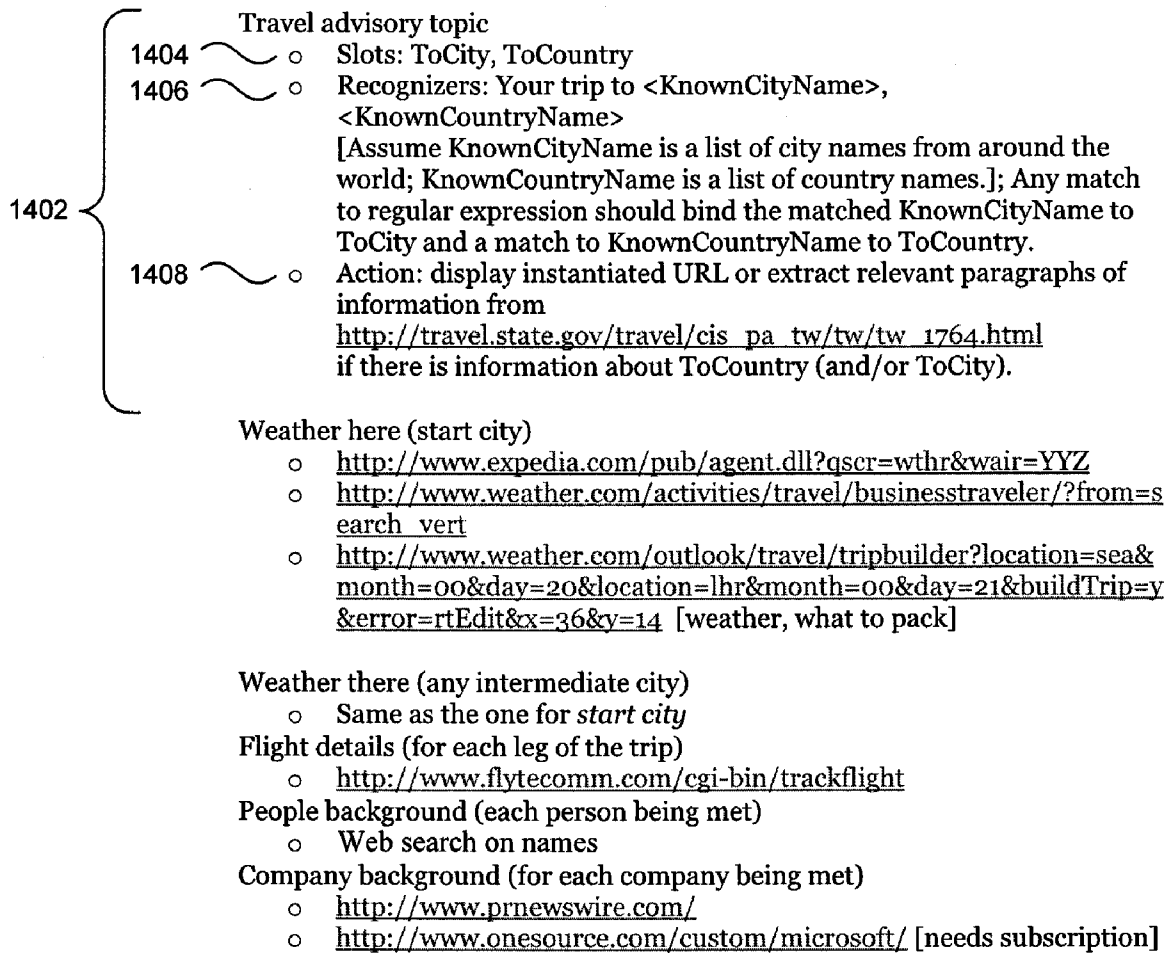 Travel advisory topic
1404 o Slots: ToCity, ToCountry
1406 o Recognizers: Your trip to <KnownCityName>,
<KnownCountryName>
[Assume KnownCityName is a list of city names from around the
world; KnownCountryName is a list of country names.]; Any match
1402 to regular expression should bind the matched KnownCityName to
ToCity and a match to KnownCountryName to ToCountry.
1408 o Action: display instantiated URL or extract relevant paragraphs of
information from
http://travel.state.gov/travel/cis_pa_tw/tw/tw_1764.html
if there is information about ToCountry (and/or ToCity).
Weather here (start city)
o http://www.expedia.com/pub/agent.dll?qscr=wthr&wair=YYZ
o http://www.weather.com/activities/travel/businesstraveler/?from=s
earch_vert
o http://www.weather.com/outlook/travel/tripbuilder?location=sea&
month=00&day=20&location=lhr&month=00&day=21&buildTrip=y
&error=rtEdit&x=36&y=14 [weather, what to pack]
Weather there (any intermediate city)
o Same as the one for start city
Flight details (for each leg of the trip)
o http://www.flytecomm.com/cgi-bin/trackflight
People background (each person being met)
o Web search on names
Company background (for each company being met)
o http://www.prnewswire.com/
o http://www.onesource.com/custom/microsoft/ [needs subscription]